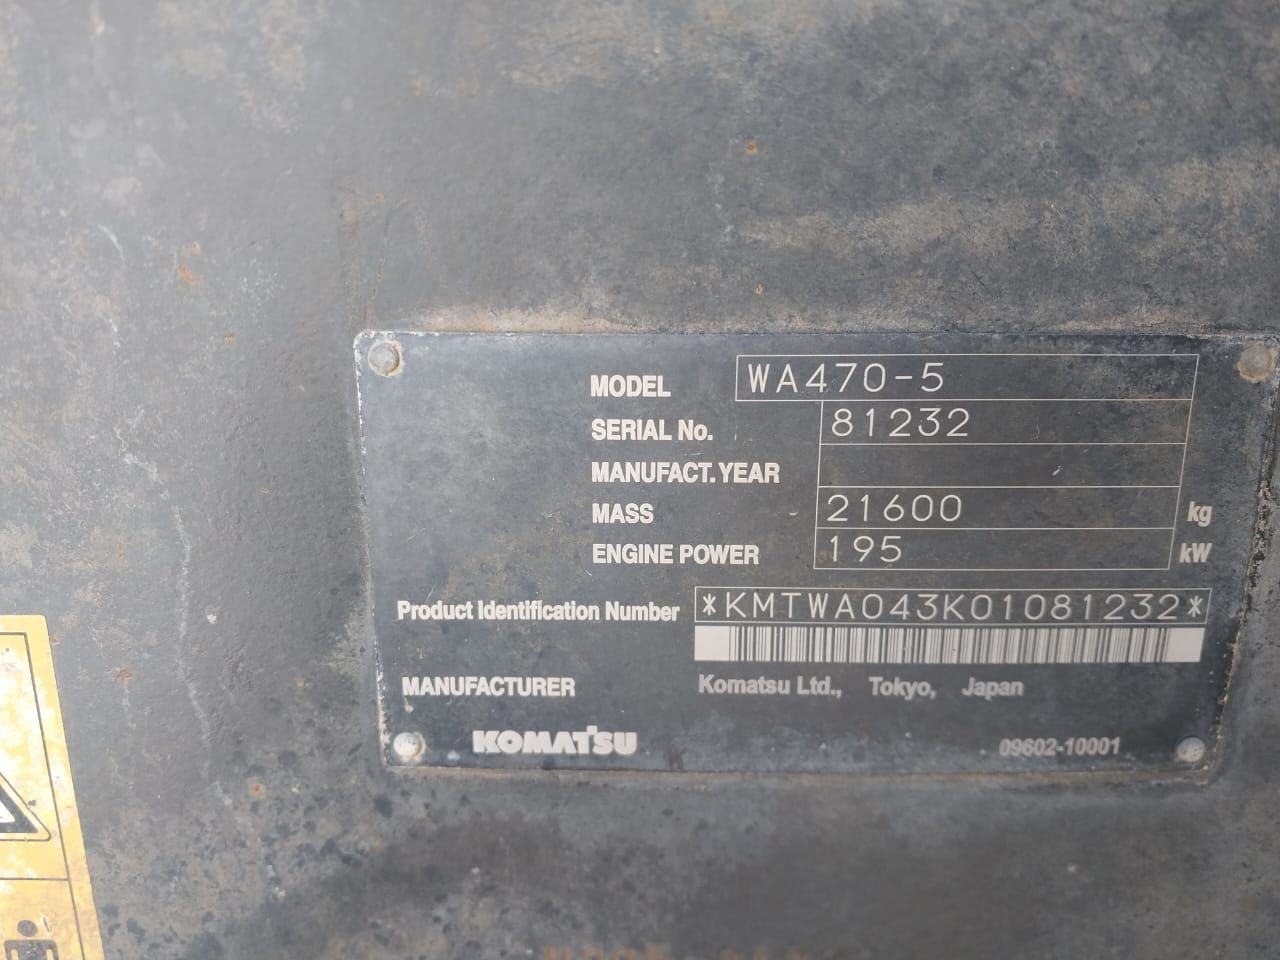 MODEL WA470-5
SERIAL No. 81232
MANUFACT. YEAR
MASS 21600 kg
ENGINE POWER 195 kW
Product Identification Number *KMTWA043K01081232*
MANUFACTURER Komatsu Ltd., Tokyo, Japan
KOMATSU 09602-10001